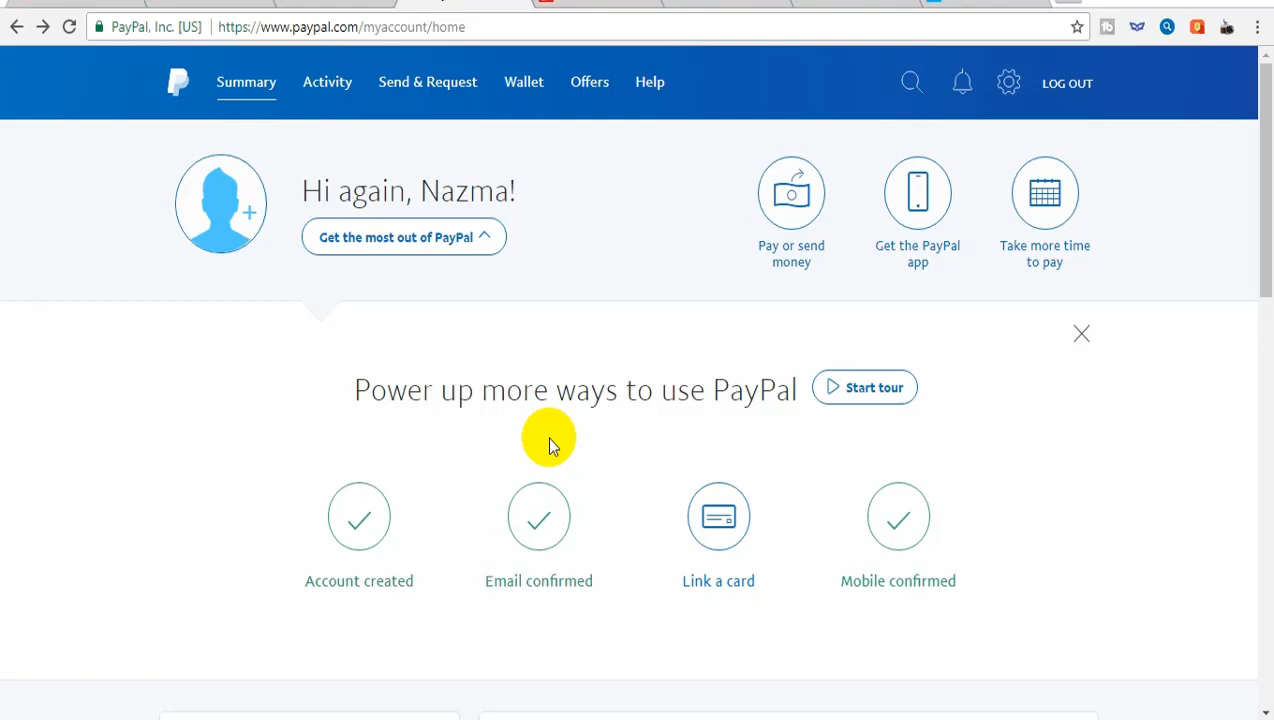 PayPal, Inc. [US] | https://www.paypal.com/myaccount/home
Summary Activity Send & Request Wallet Offers Help LOG OUT
Hi again, Nazma!
Get the most out of PayPal
Pay or send
money
Get the PayPal
app
Take more time
to pay
Power up more ways to use PayPal
Start tour
Account created
Email confirmed
Link a card
Mobile confirmed